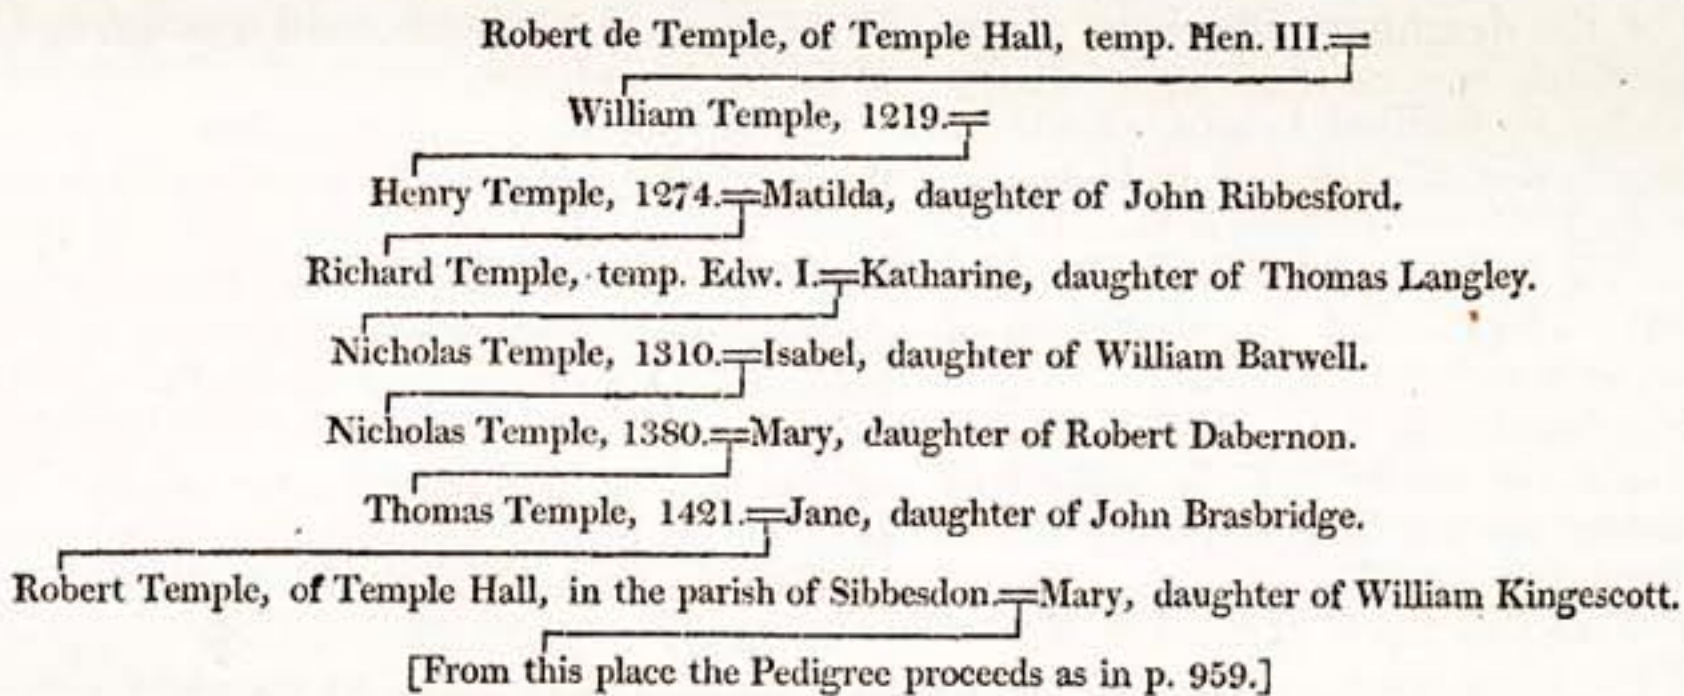 Robert de Temple, of Temple Hall, temp. Hen. III.=
William Temple, 1219.=
Henry Temple, 1274.=Matilda, daughter of John Ribbesford.
Richard Temple, temp. Edw. I.=Katharine, daughter of Thomas Langley.
Nicholas Temple, 1310.=Isabel, daughter of William Barwell.
Nicholas Temple, 1380.=Mary, daughter of Robert Dabernon.
Thomas Temple, 1421.=Jane, daughter of John Brasbridge.
Robert Temple, of Temple Hall, in the parish of Sibbesdon.=Mary, daughter of William Kingescott.
[From this place the Pedigree proceeds as in p. 959.]